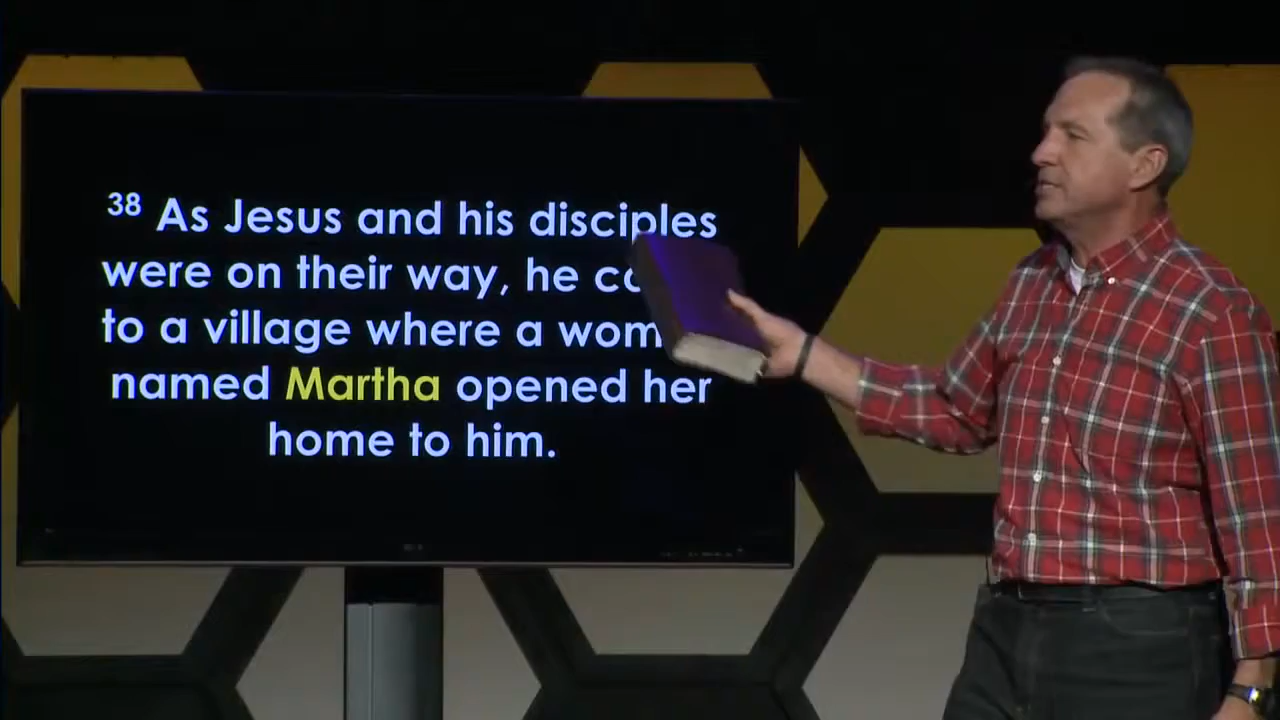 38 As Jesus and his disciples
were on their way, he
to a village where a
named Martha opened her
home to him.